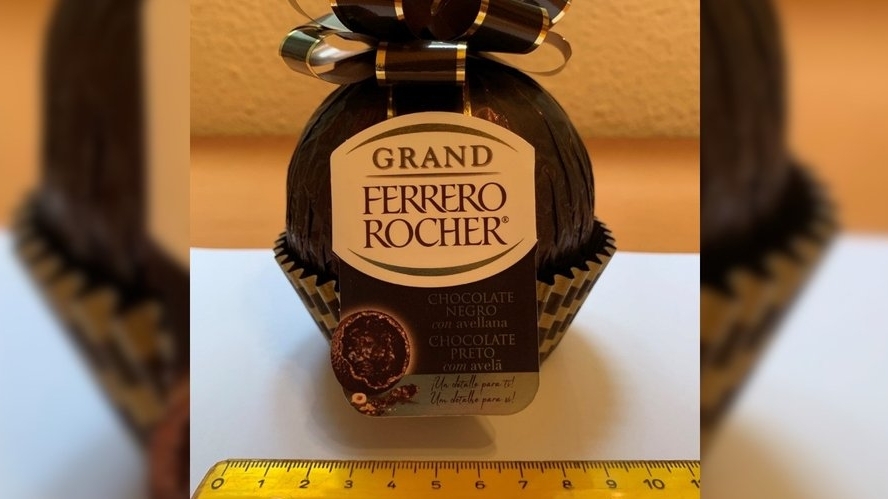 GRAND
FERRERO
ROCHER®
CHOCOLATE
NEGRO
con avellana
CHOCOLATE
PRETO
com avelã
¡Un detalle para ti!
Um detalhe para si!
0 1 2 3 4 5 6 7 8 9 10